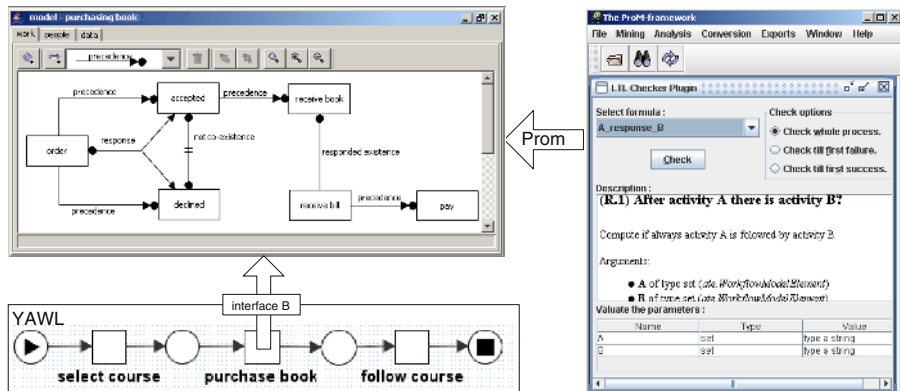 model - purchasing book
work people data
precedence
precedence
accepted
precedence
receive book
order
response
not co-existence
responded existence
precedence
declined
receive bill
precedence
pay
interface B
YAWL
select course
purchase book
follow course
Prom
The ProM-framework
File Mining Analysis Conversion Exports Window Help
LTL Checker Plugin
Select formula :
A_response_B
Check
Check options
Check whole process.
Check till first failure.
Check till first success.
Description :
(R.1) After activity A there is activity B?
Compute if always activity A is folowed by activity B.
Arguments:
A of type set (ate.WorkflowModelElement)
B of type set (ate.WorkflowModelElement)
Valuate the parameters :
Name Type Value
A set type a string
B set type a string